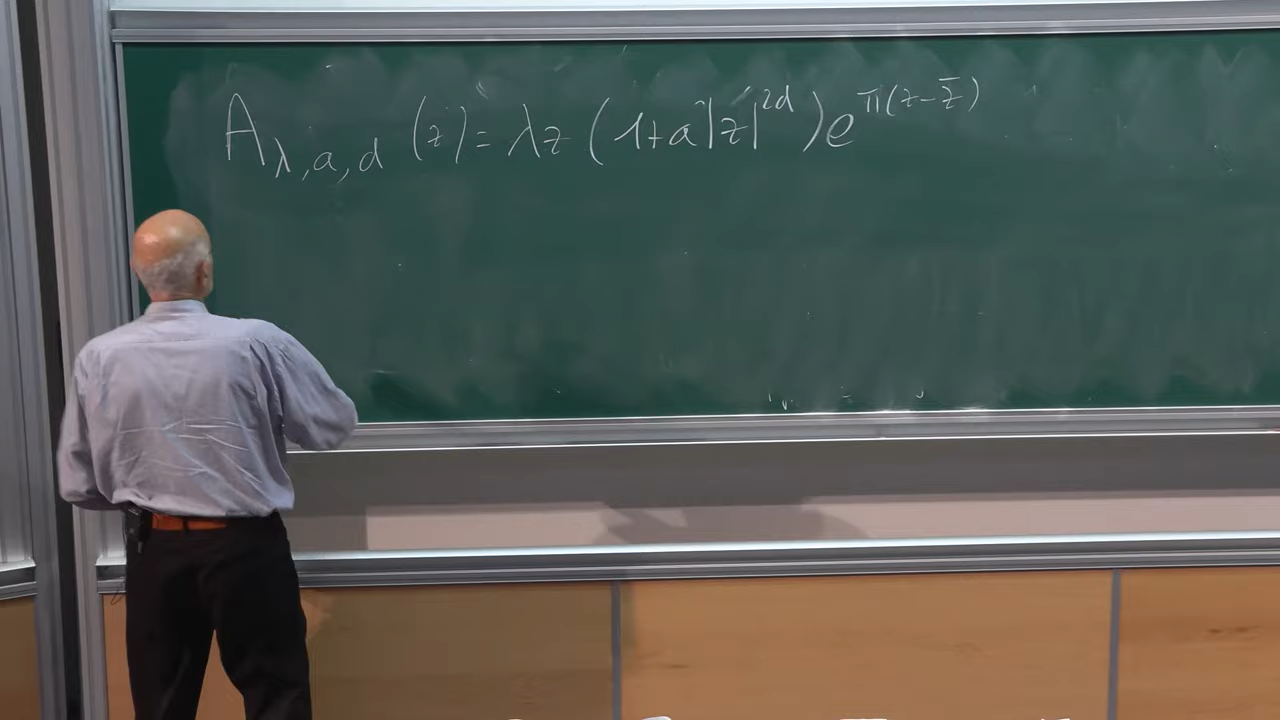 A_{λ,a,d} (z) = λz (1+a|z|^{2d}) e^{π(z-z̄)}